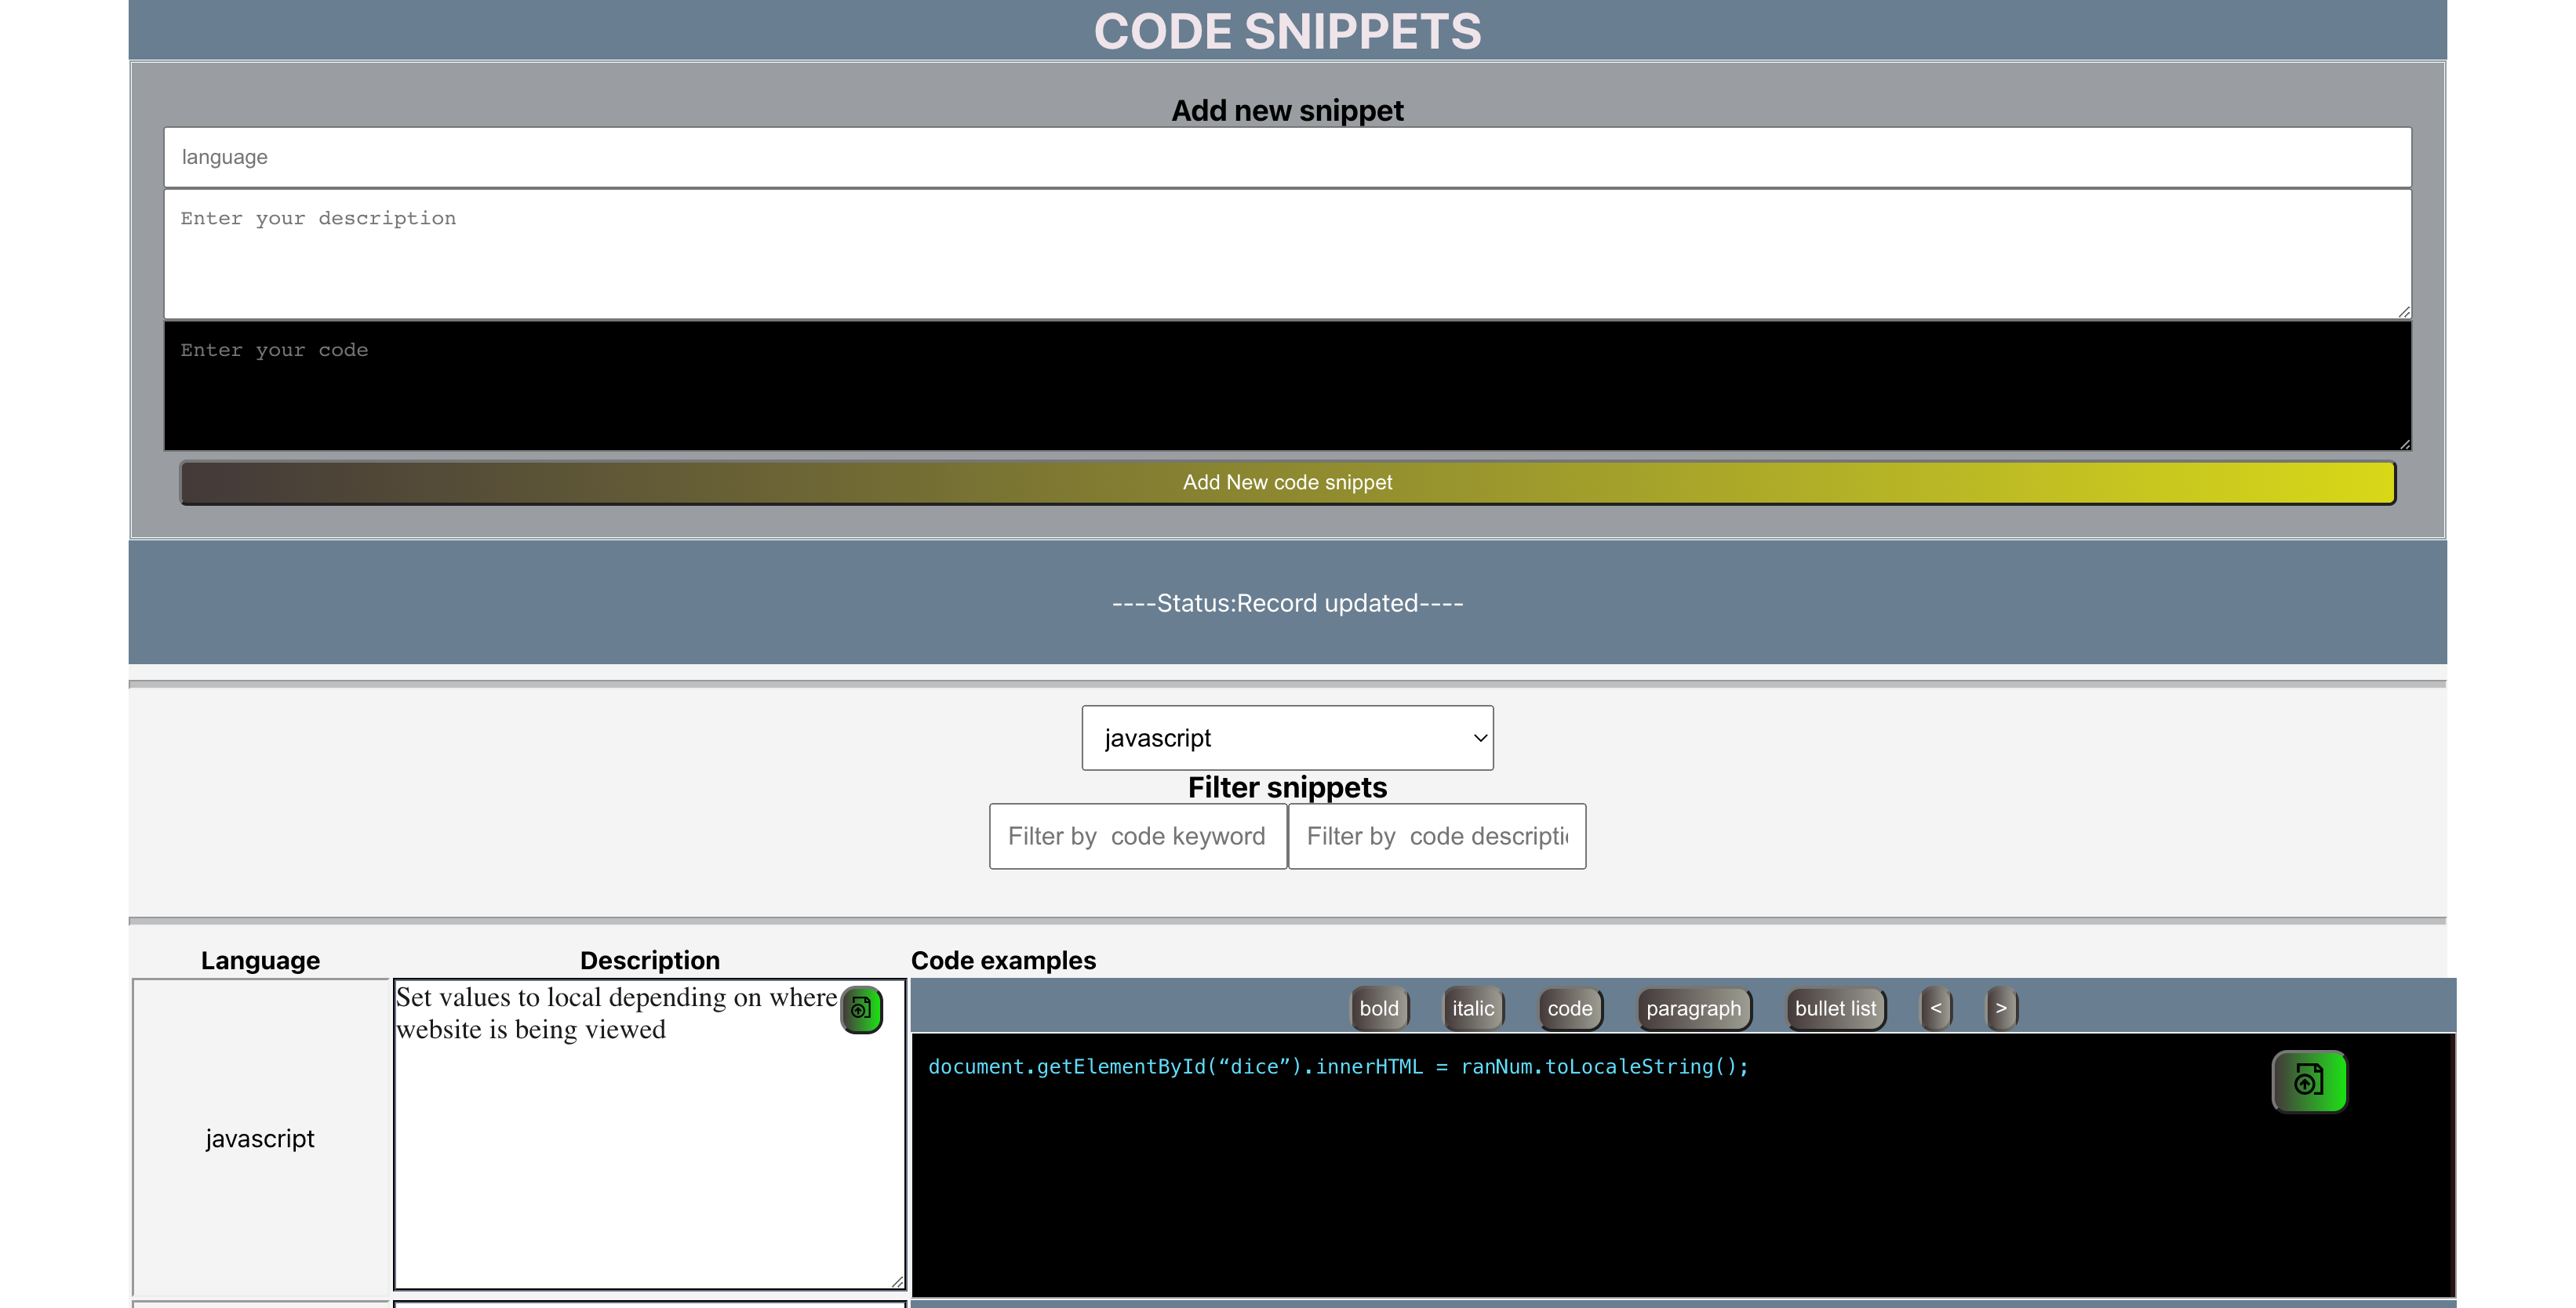 CODE SNIPPETS
Add new snippet
language
Enter your description
Enter your code
Add New code snippet
----Status:Record updated----
javascript
Filter snippets
Filter by  code keyword
Filter by  code descripti
Language
Description
Code examples
Set values to local depending on where
website is being viewed
bold
italic
code
paragraph
bullet list
<
>
document.getElementById(“dice”).innerHTML = ranNum.toLocaleString();
javascript